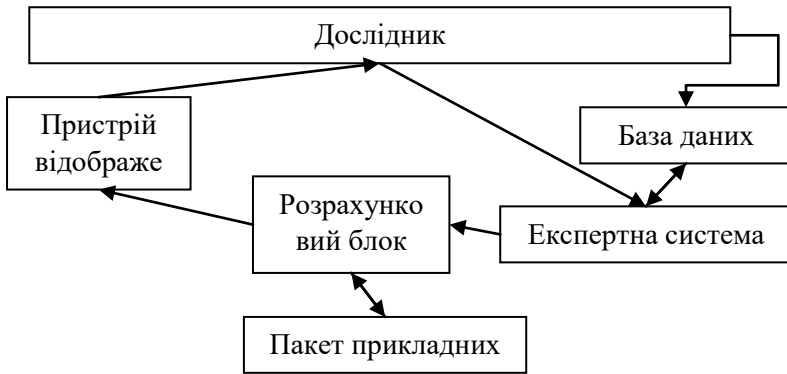 Дослідник
Пристрій
відображе
База даних
Розрахунко
вий блок
Експертна система
Пакет прикладних